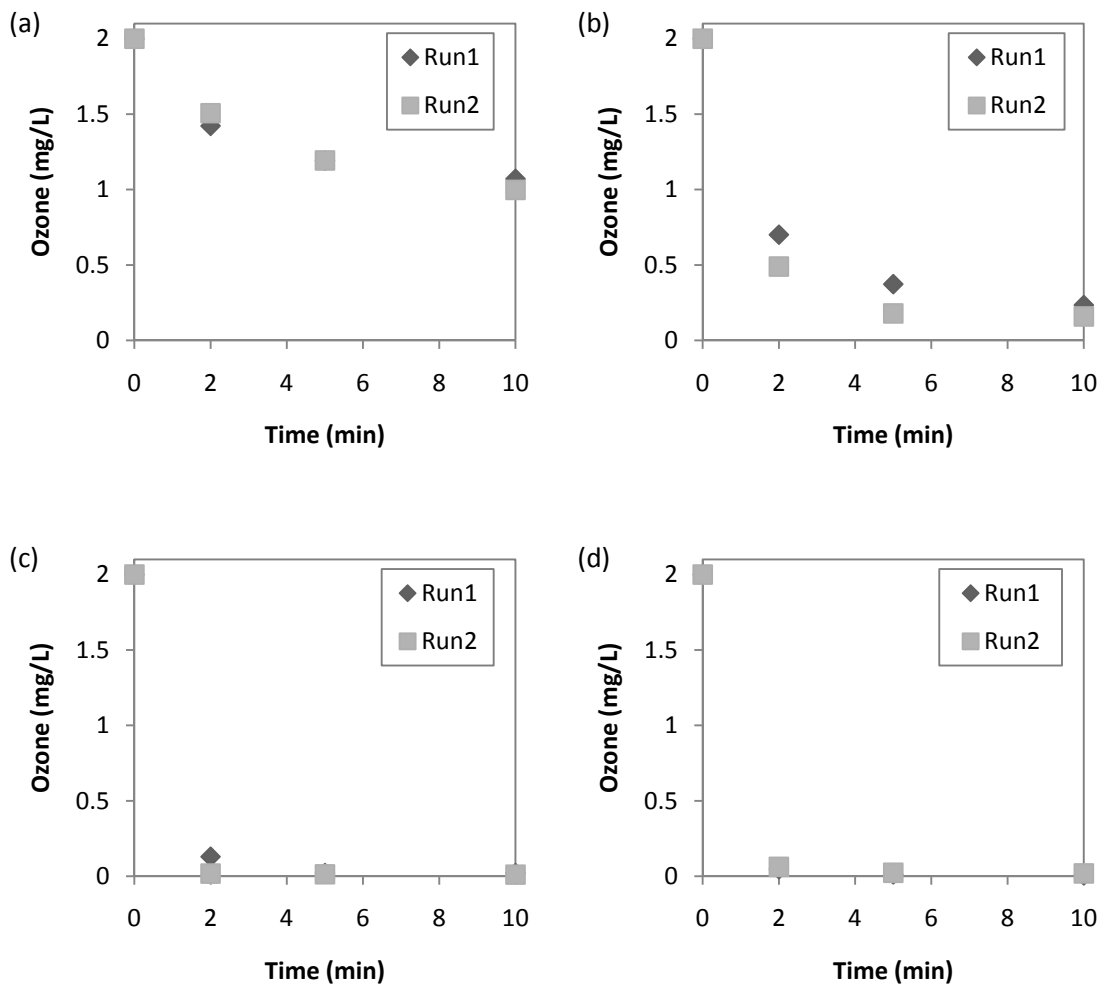 (a)
Ozone (mg/L)
2
1.5
1
0.5
0
0 2 4 6 8 10
Time (min)
Run1
Run2
(b)
Ozone (mg/L)
2
1.5
1
0.5
0
0 2 4 6 8 10
Time (min)
Run1
Run2
(c)
Ozone (mg/L)
2
1.5
1
0.5
0
0 2 4 6 8 10
Time (min)
Run1
Run2
(d)
Ozone (mg/L)
2
1.5
1
0.5
0
0 2 4 6 8 10
Time (min)
Run1
Run2